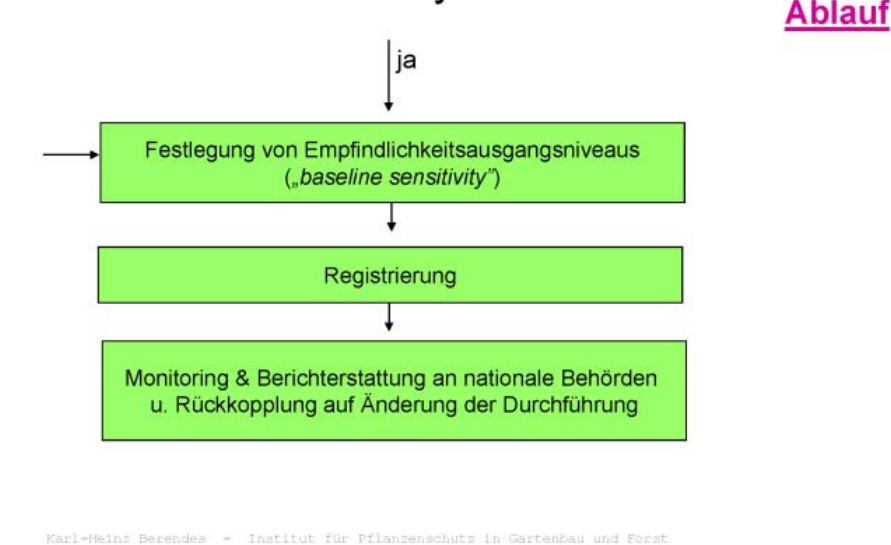 Ablauf
ja
Festlegung von Empfindlichkeitsausgangsniveaus
(„baseline sensitivity”)
Registrierung
Monitoring & Berichterstattung an nationale Behörden
u. Rückkopplung auf Änderung der Durchführung
Karl-Heinz Berendes - Institut für Pflanzenschutz in Gartenbau und Forst